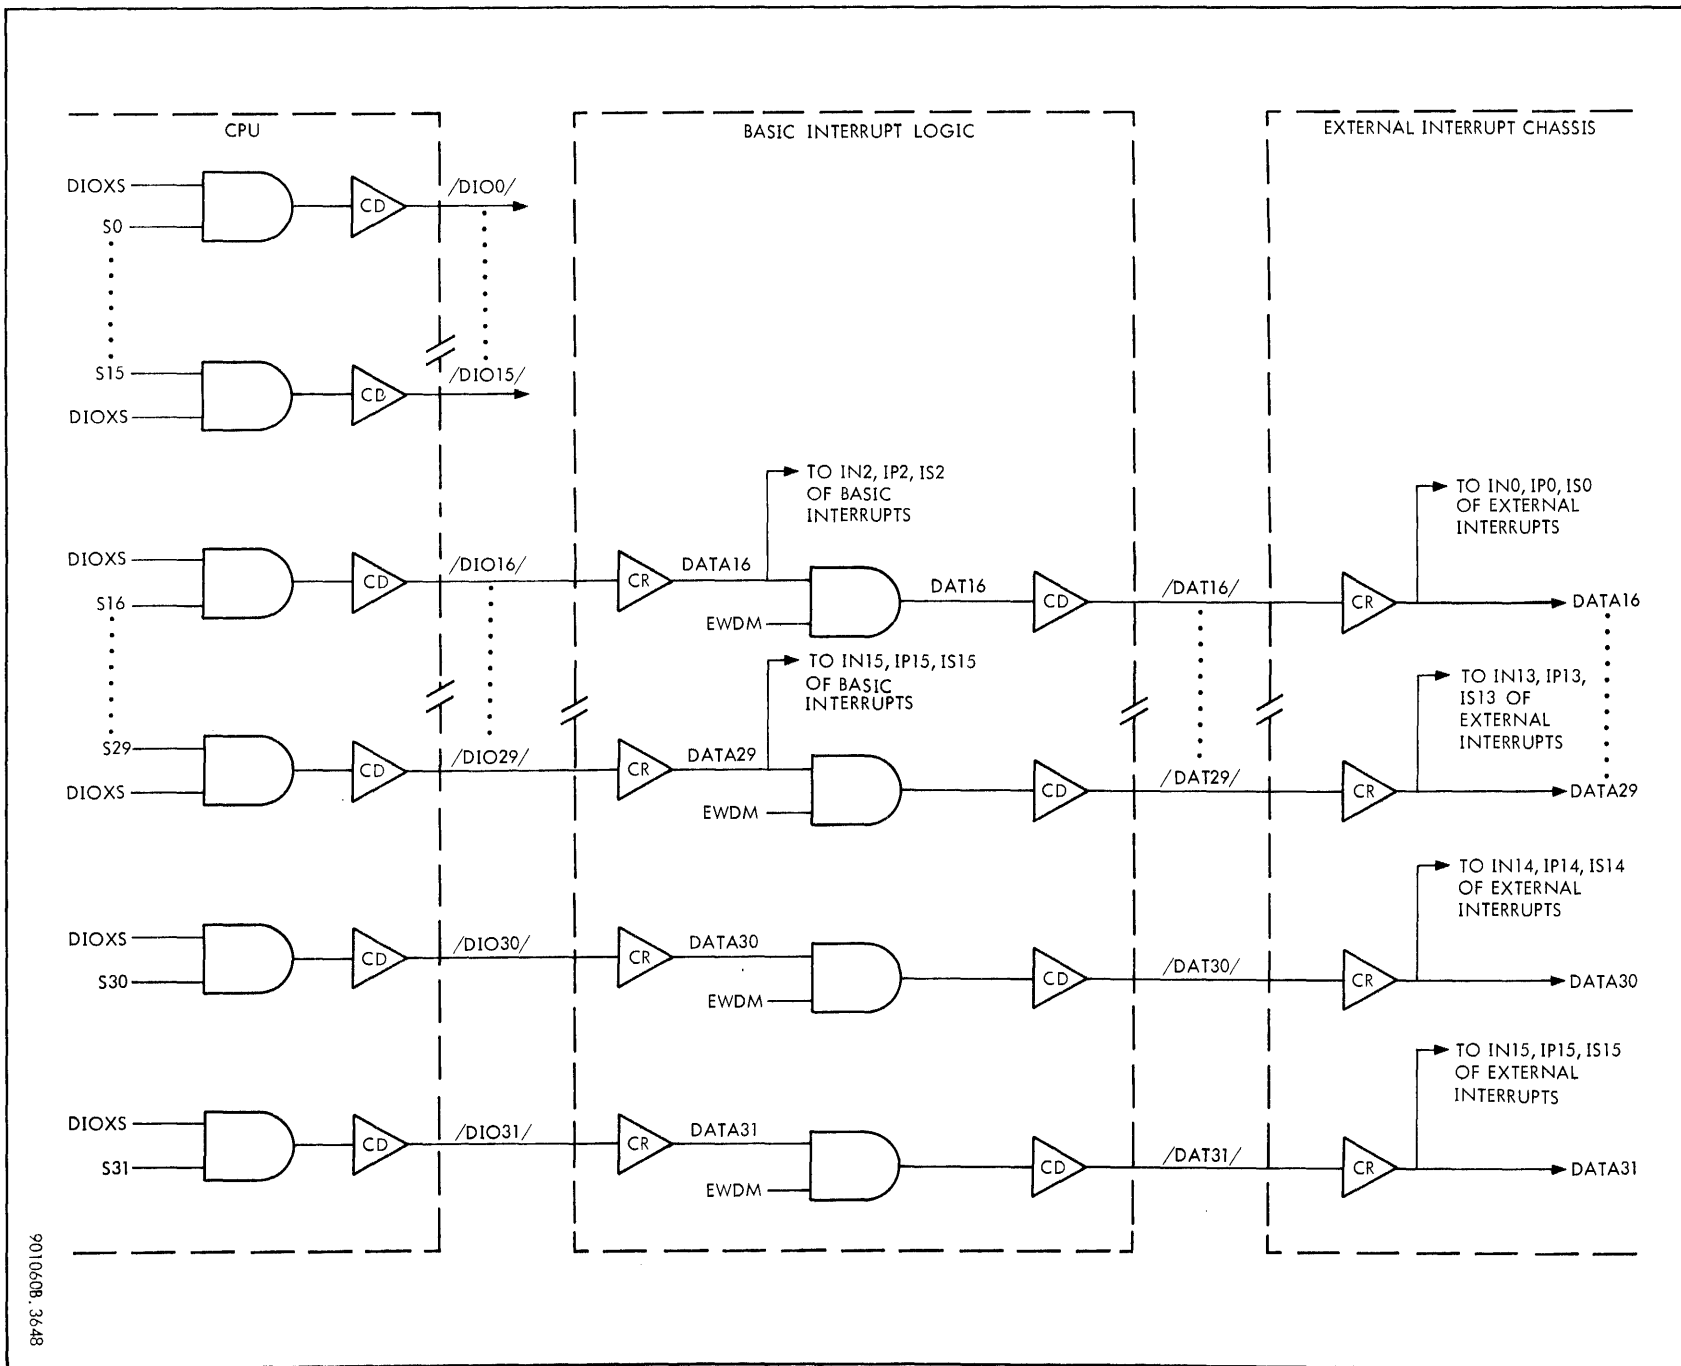 CPU
BASIC INTERRUPT LOGIC
EXTERNAL INTERRUPT CHASSIS
DIOXS
S0
CD
/DIO0/
S15
DIOXS
CD
/DIO15/
DIOXS
S16
CD
/DIO16/
CR
DATA16
TO IN2, IP2, IS2
OF BASIC
INTERRUPTS
EWDM
DAT16
CD
/DAT16/
CR
TO IN0, IP0, IS0
OF EXTERNAL
INTERRUPTS
DATA16
S29
DIOXS
CD
/DIO29/
CR
DATA29
TO IN15, IP15, IS15
OF BASIC
INTERRUPTS
EWDM
CD
/DAT29/
CR
TO IN13, IP13,
IS13 OF
EXTERNAL
INTERRUPTS
DATA29
DIOXS
S30
CD
/DIO30/
CR
DATA30
EWDM
CD
/DAT30/
CR
TO IN14, IP14, IS14
OF EXTERNAL
INTERRUPTS
DATA30
DIOXS
S31
CD
/DIO31/
CR
DATA31
EWDM
CD
/DAT31/
CR
TO IN15, IP15, IS15
OF EXTERNAL
INTERRUPTS
DATA31
901060B.3648